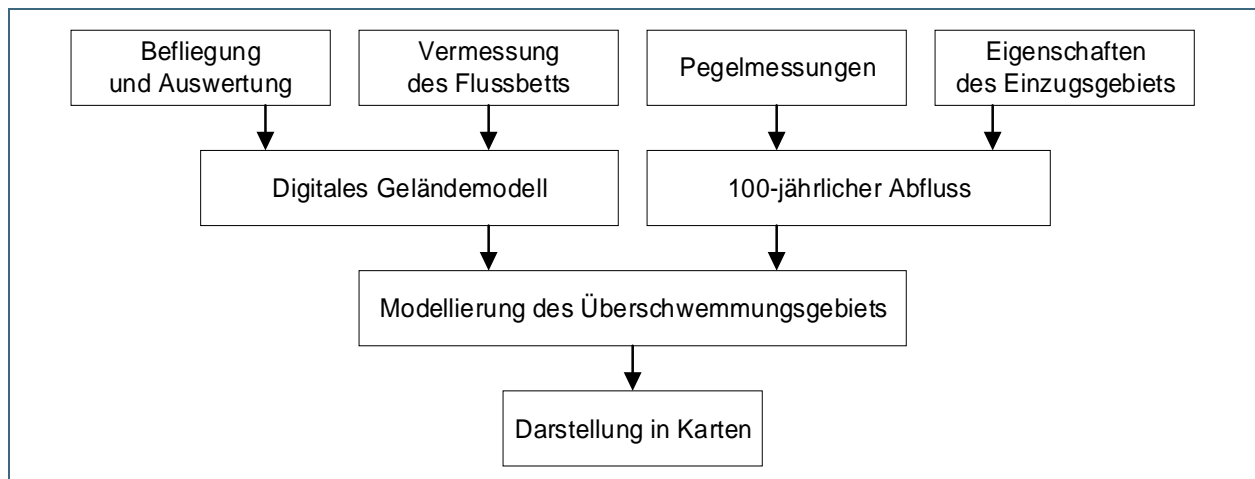 Befliegung
und Auswertung
Vermessung
des Flussbetts
Pegelmessungen
Eigenschaften
des Einzugsgebiets
Digitales Geländemodell
100-jährlicher Abfluss
Modellierung des Überschwemmungsgebiets
Darstellung in Karten